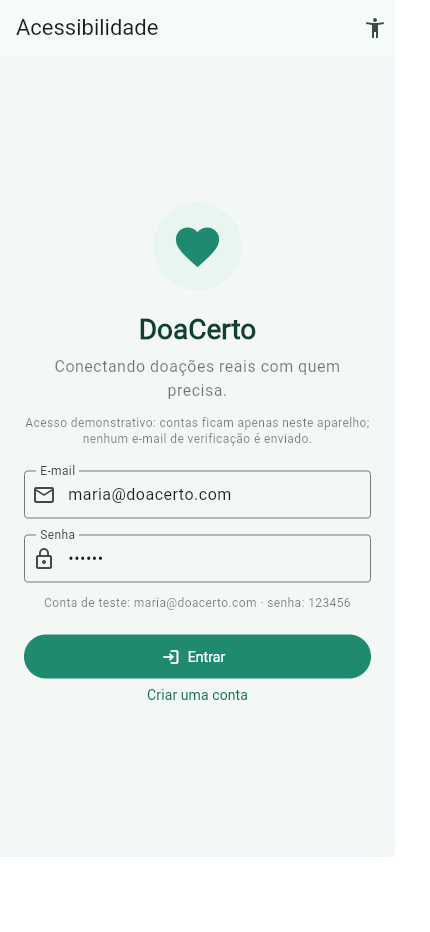 Acessibilidade
DoaCerto
Conectando doações reais com quem
precisa.
Acesso demonstrativo: contas ficam apenas neste aparelho;
nenhum e-mail de verificação é enviado.
E-mail
maria@doacerto.com
Senha
••••••
Conta de teste: maria@doacerto.com · senha: 123456
Entrar
Criar uma conta